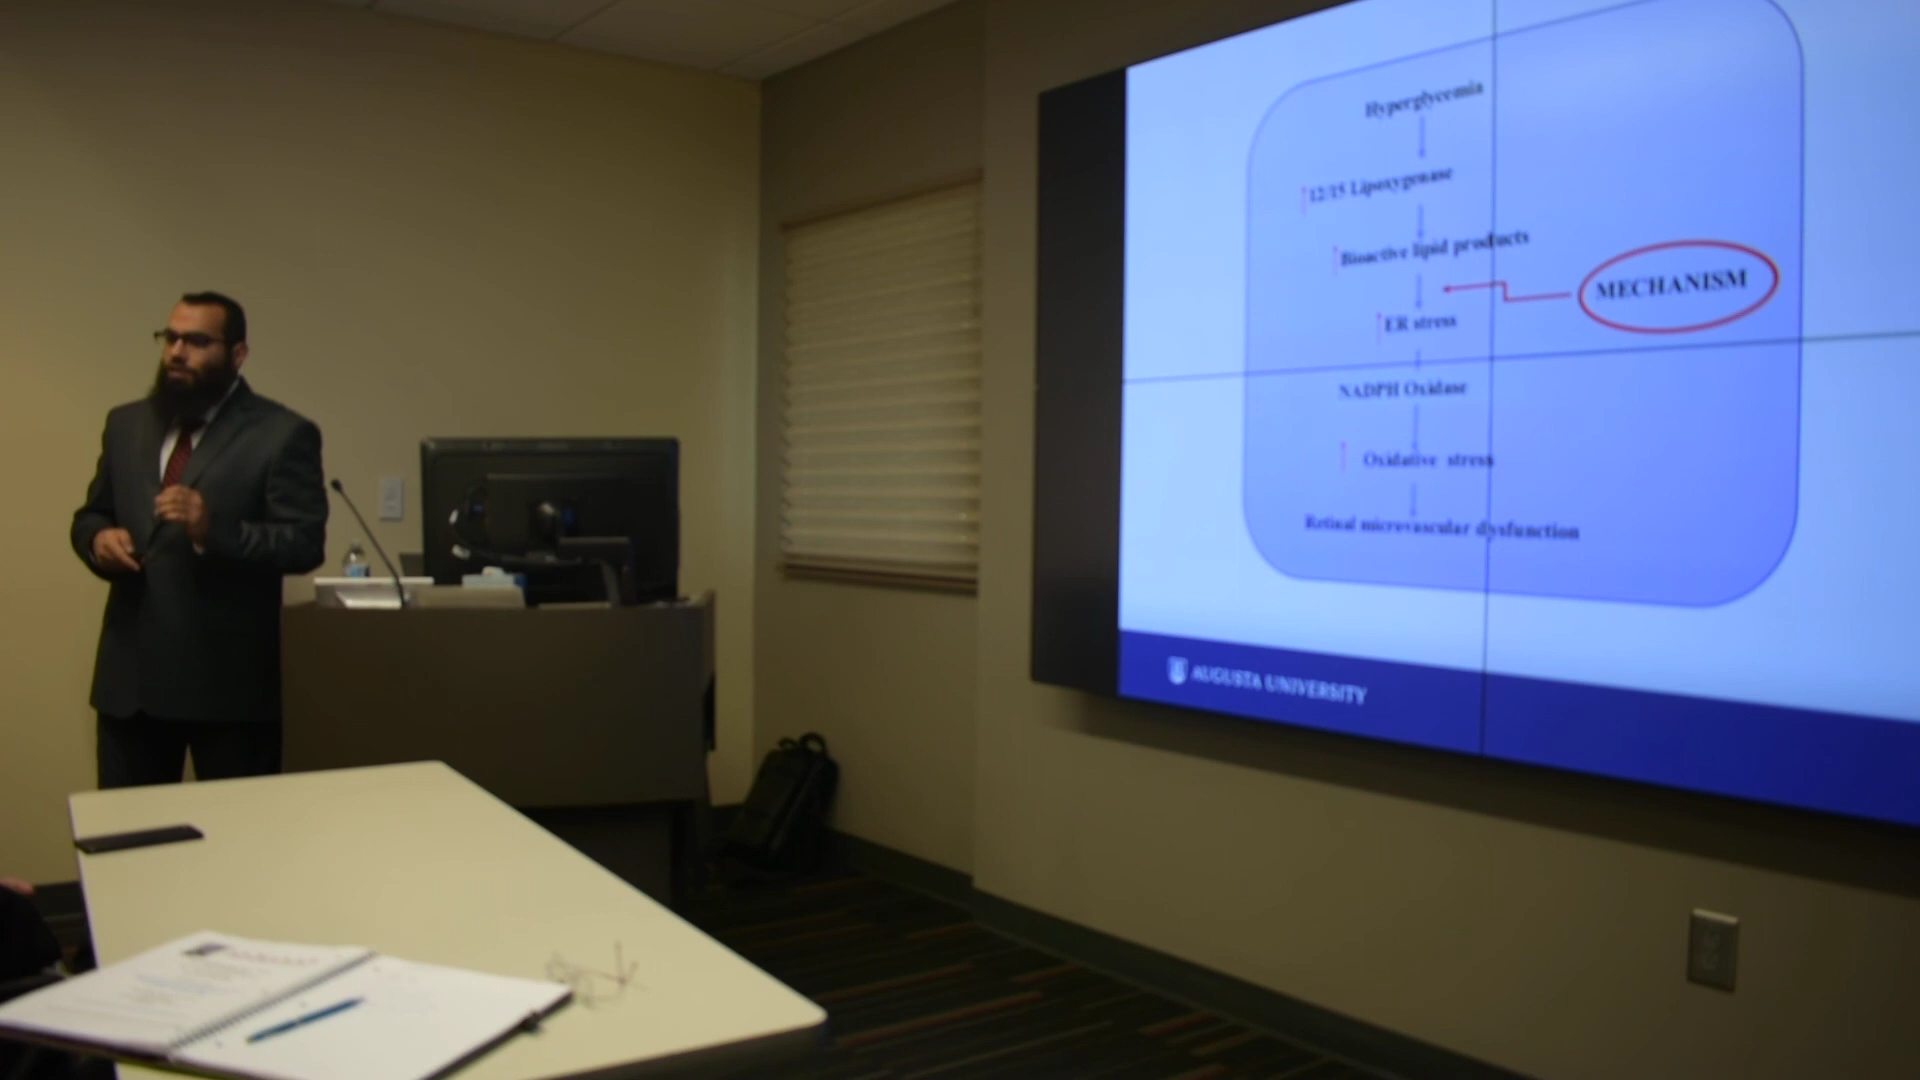 Hyperglycemia
12/15 Lipoxygenase
Bioactive lipid products
MECHANISM
ER stress
NADPH Oxidase
Oxidative stress
Retinal microvascular dysfunction
AUGUSTA UNIVERSITY